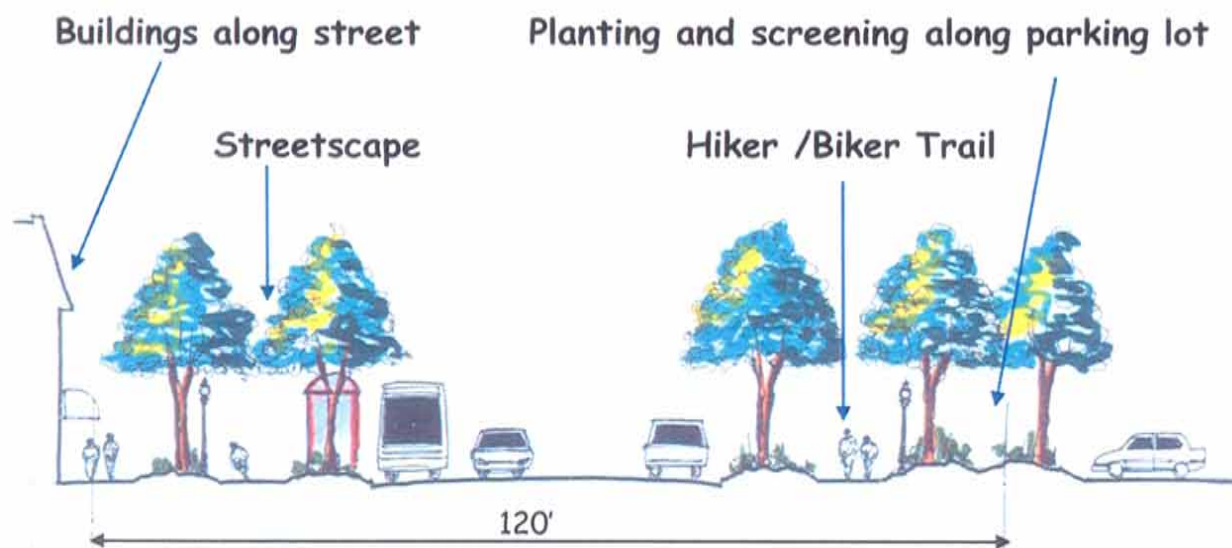 Buildings along street
Planting and screening along parking lot
Streetscape
Hiker /Biker Trail
120'